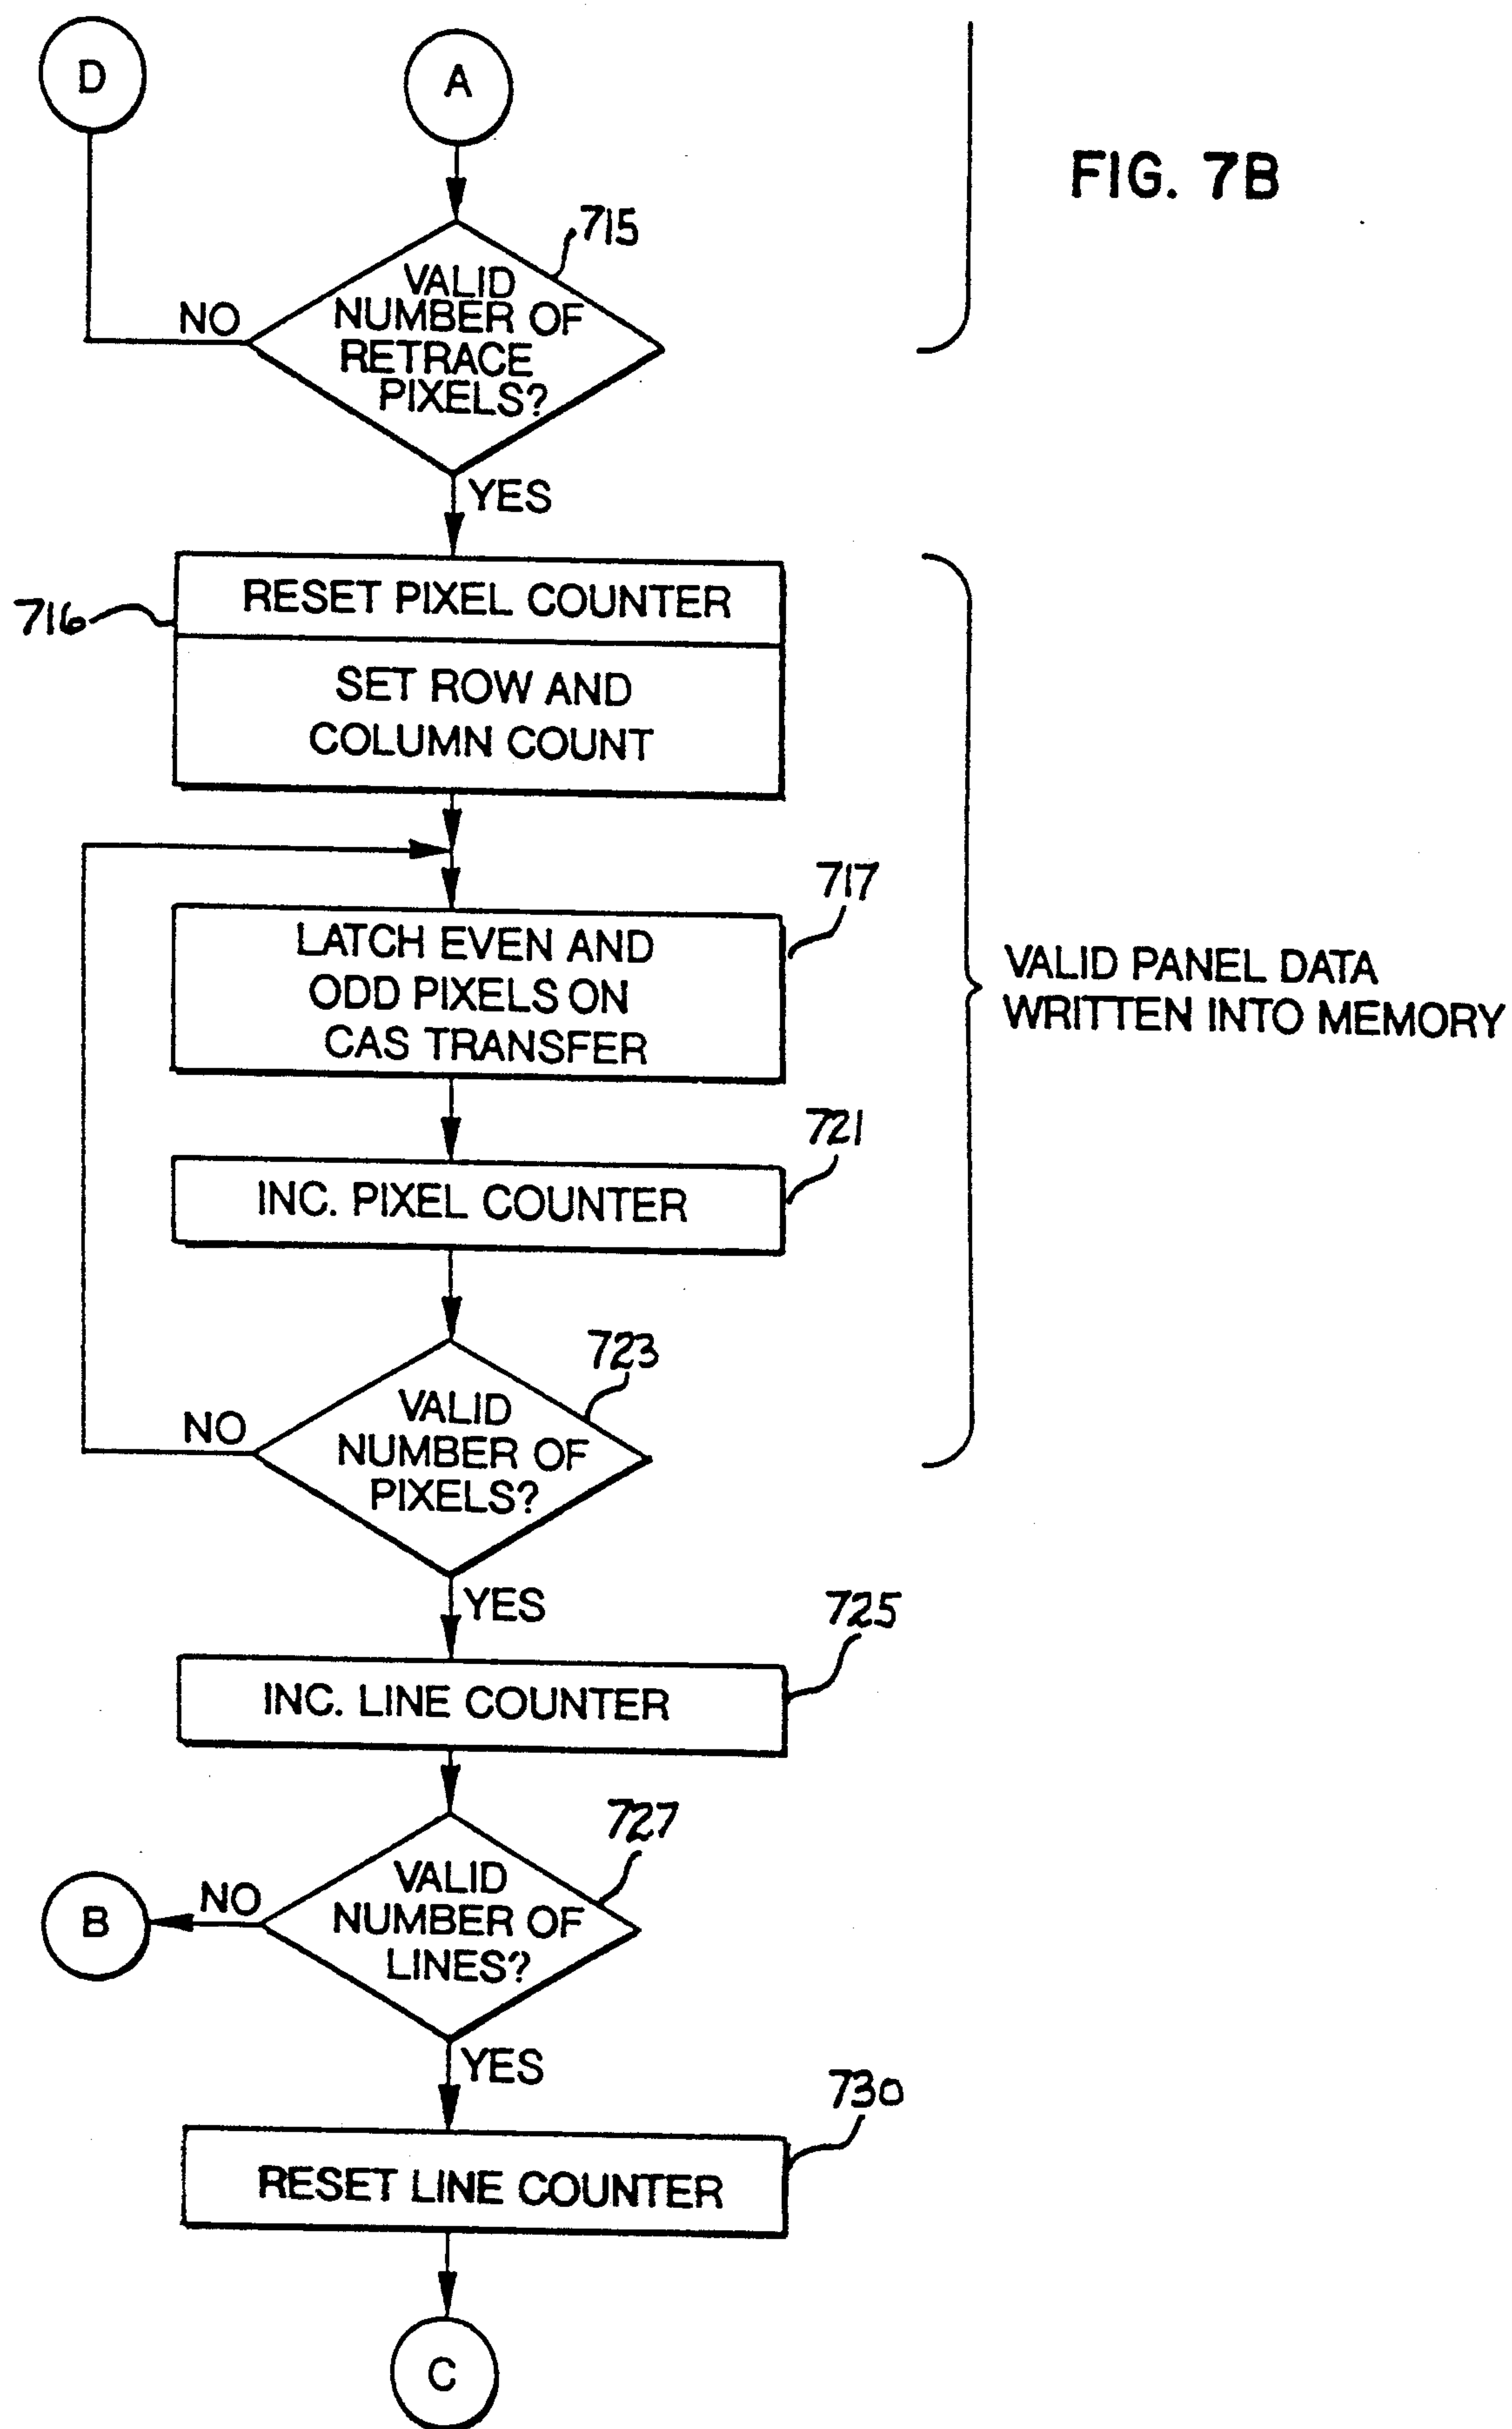 D
A
FIG. 7B
715
VALID
NUMBER OF
RETRACE
PIXELS?
NO
YES
716
RESET PIXEL COUNTER
SET ROW AND
COLUMN COUNT
717
LATCH EVEN AND
ODD PIXELS ON
CAS TRANSFER
VALID PANEL DATA
WRITTEN INTO MEMORY
721
INC. PIXEL COUNTER
723
VALID
NUMBER OF
PIXELS?
NO
YES
725
INC. LINE COUNTER
727
VALID
NUMBER OF
LINES?
NO
B
YES
730
RESET LINE COUNTER
C